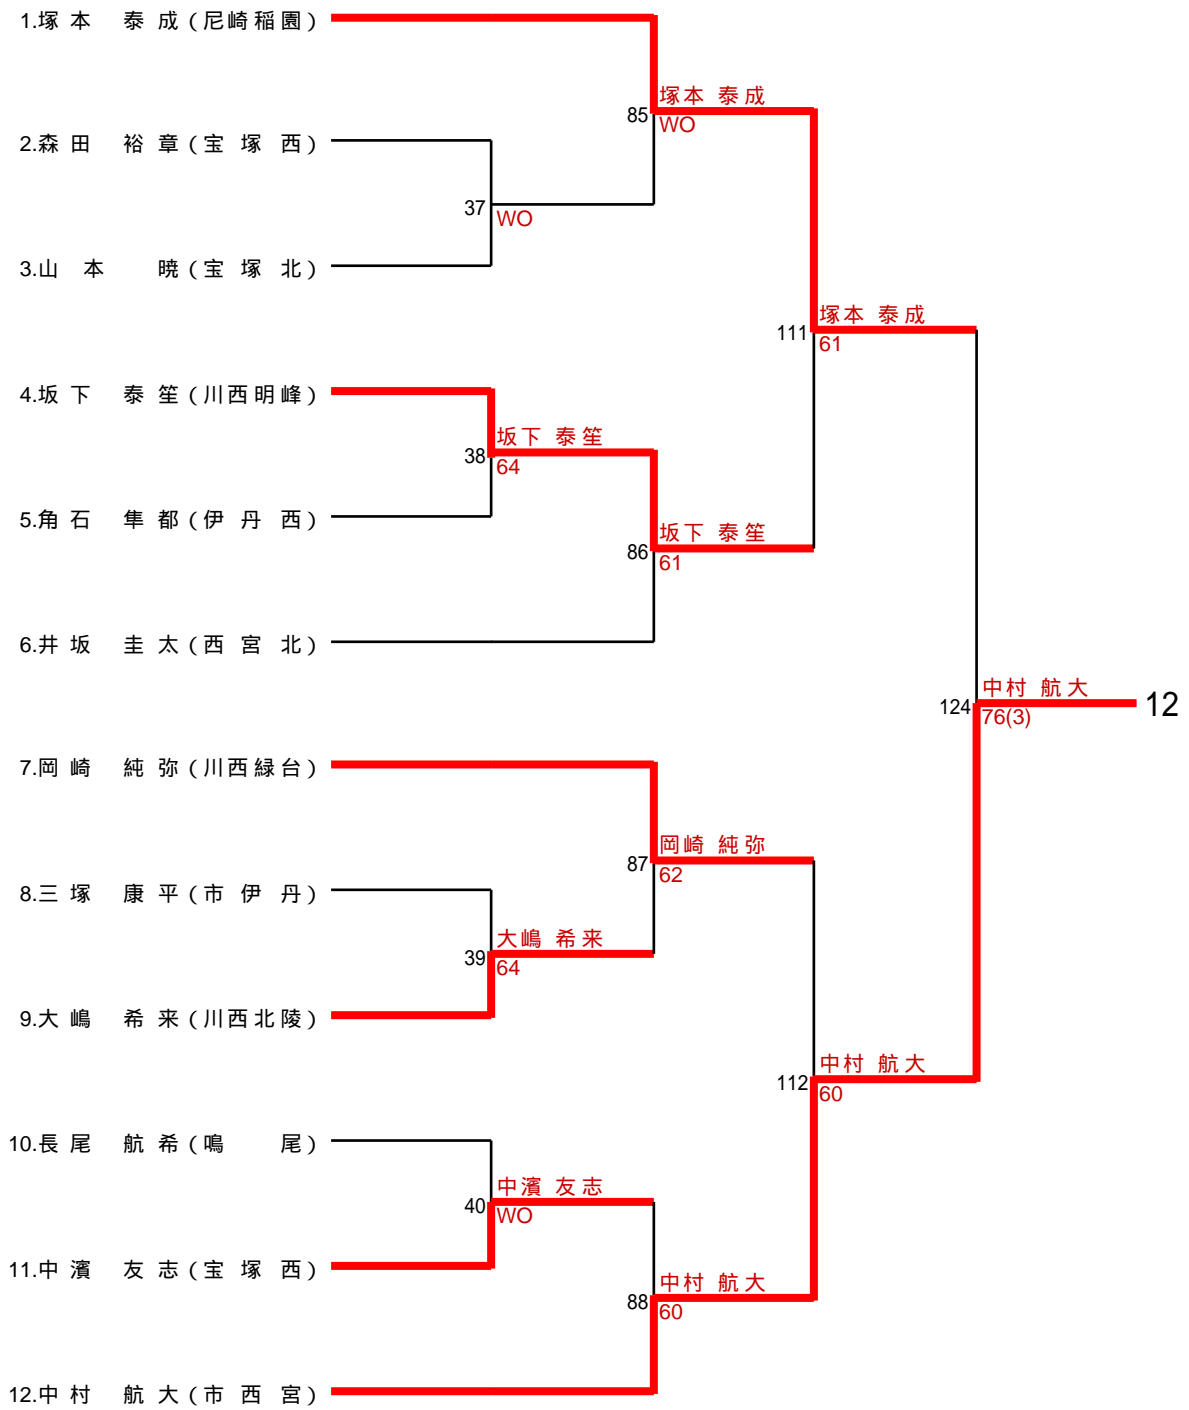 1.塚本 泰成(尼崎稲園)
塚本 泰成
85
WO
2.森田 裕章(宝塚西)
37
WO
3.山本 暁(宝塚北)
塚本 泰成
111
61
4.坂下 泰笙(川西明峰)
坂下 泰笙
38
64
5.角石 隼都(伊丹西)
坂下 泰笙
86
61
6.井坂 圭太(西宮北)
中村 航大
124
76(3)
12
7.岡崎 純弥(川西緑台)
岡崎 純弥
87
62
8.三塚 康平(市伊丹)
大嶋 希来
39
64
9.大嶋 希来(川西北陵)
中村 航大
112
60
10.長尾 航希(鳴尾)
中濱 友志
40
WO
11.中濱 友志(宝塚西)
中村 航大
88
60
12.中村 航大(市西宮)